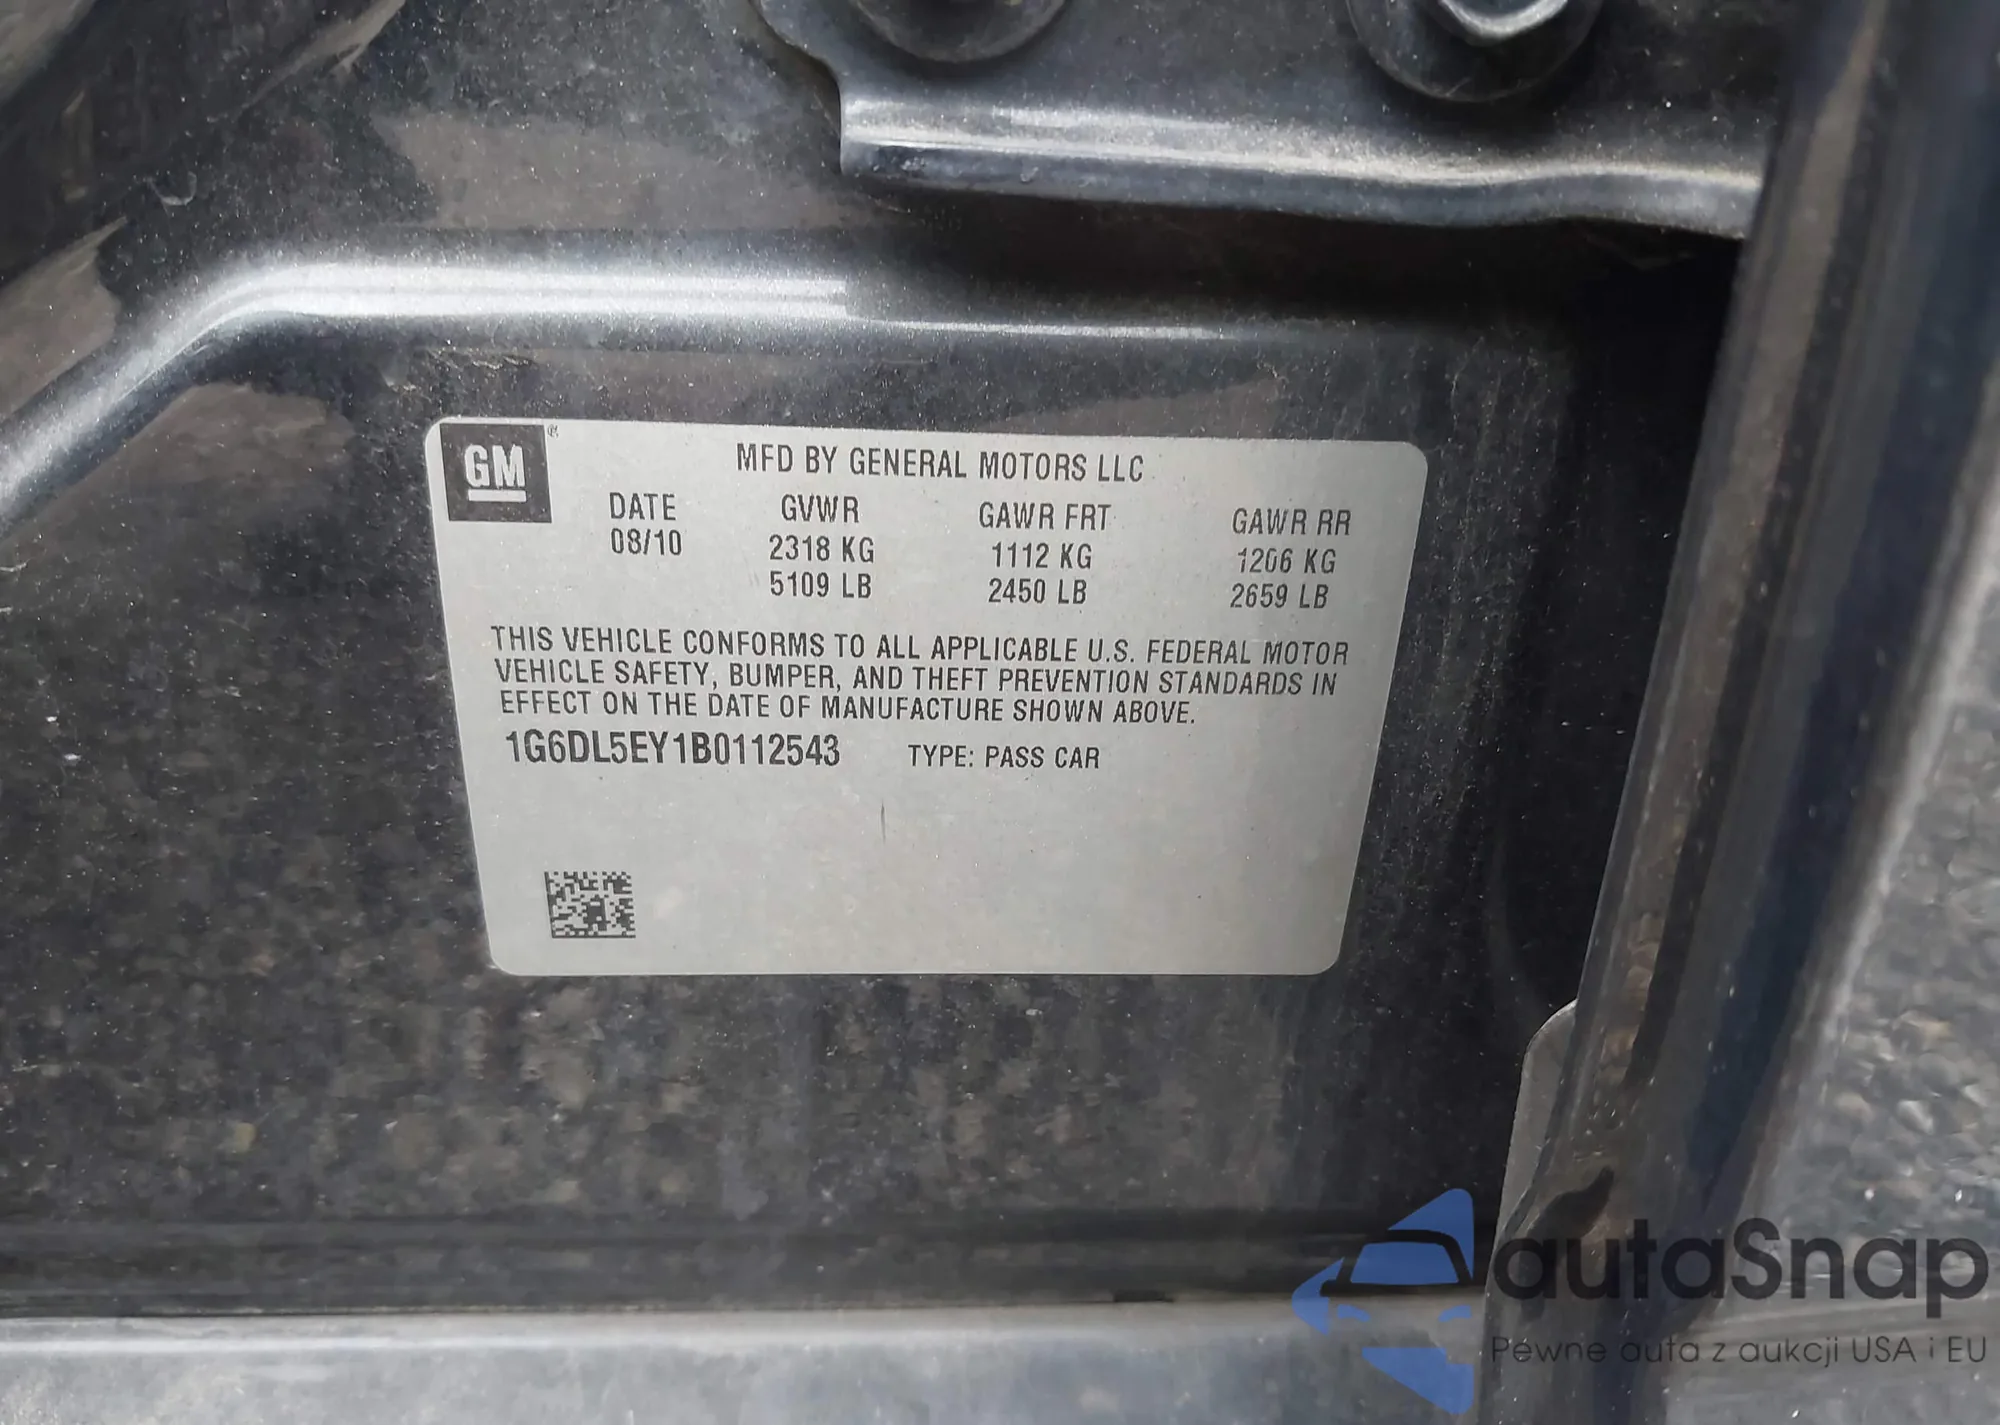 GM
MFD BY GENERAL MOTORS LLC
DATE GVWR GAWR FRT GAWR RR
08/10 2318 KG 1112 KG 1206 KG
5109 LB 2450 LB 2659 LB
THIS VEHICLE CONFORMS TO ALL APPLICABLE U.S. FEDERAL MOTOR
VEHICLE SAFETY, BUMPER, AND THEFT PREVENTION STANDARDS IN
EFFECT ON THE DATE OF MANUFACTURE SHOWN ABOVE.
1G6DL5EY1B0112543 TYPE: PASS CAR
autaSnap
Pewne auta z aukcji USA i EU